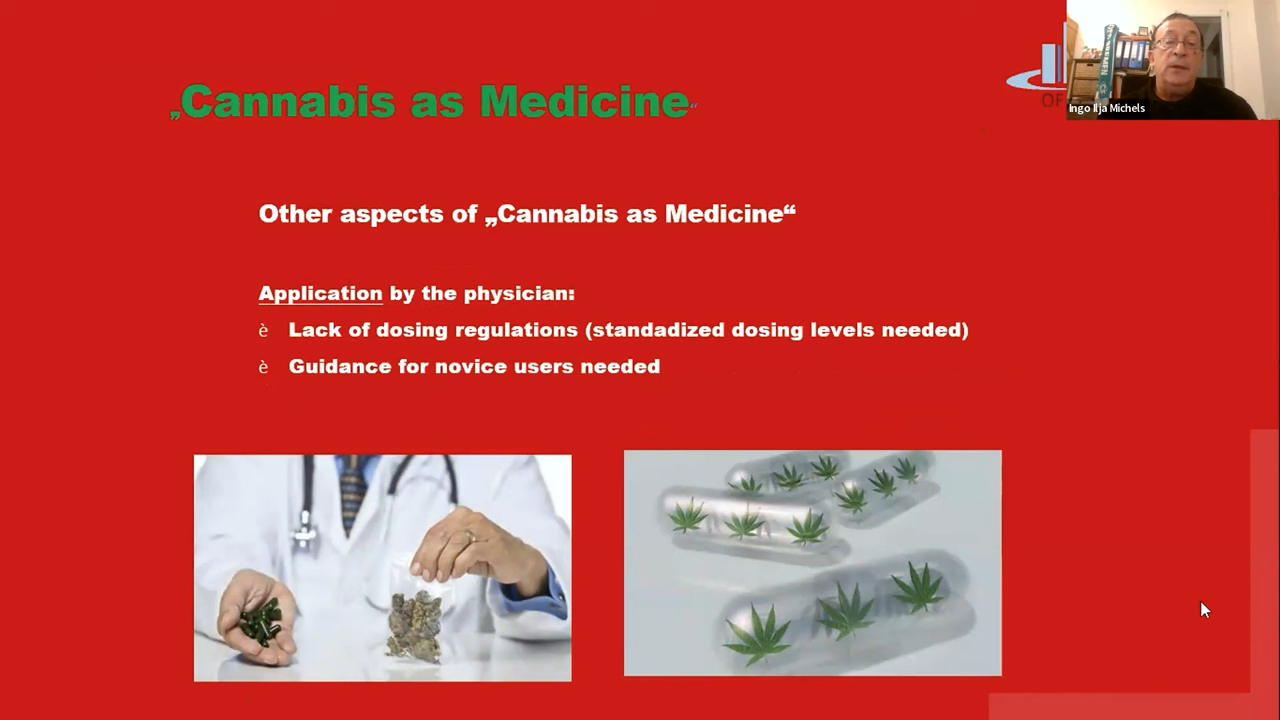 „Cannabis as Medicine“
Other aspects of „Cannabis as Medicine“
Application by the physician:
è Lack of dosing regulations (standadized dosing levels needed)
è Guidance for novice users needed
Ingo Ilja Michels